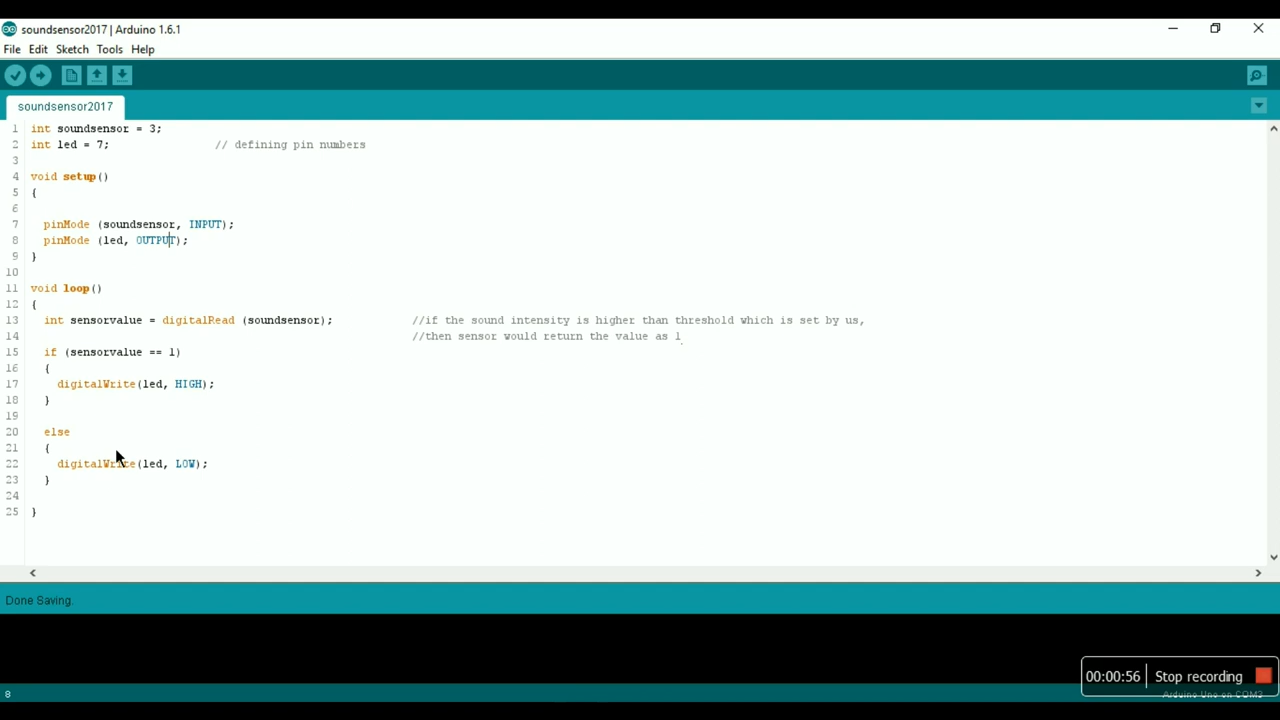 soundsensor2017 | Arduino 1.6.1
File Edit Sketch Tools Help
soundsensor2017
1 int soundsensor = 3;
2 int led = 7; // defining pin numbers
3
4 void setup()
5 {
6
7 pinMode (soundsensor, INPUT);
8 pinMode (led, OUTPUT);
9 }
10
11 void loop()
12 {
13 int sensorvalue = digitalRead (soundsensor); //if the sound intensity is higher than threshold which is set by us,
14 //then sensor would return the value as 1
15 if (sensorvalue == 1)
16 {
17 digitalWrite(led, HIGH);
18 }
19
20 else
21 {
22 digitalWrite(led, LOW);
23 }
24
25 }
Done Saving.
00:00:56 Stop recording
8 Arduino Uno on COM3